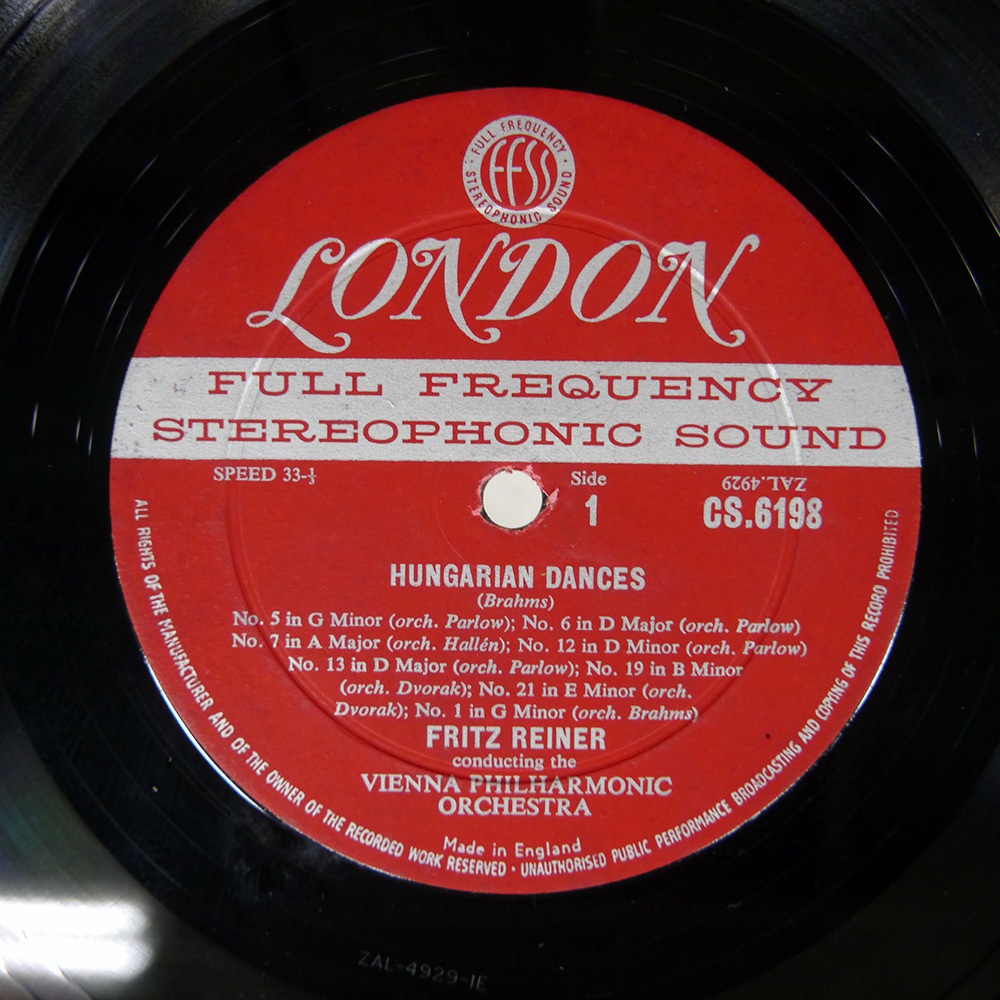 FULL FREQUENCY
FFSS
STEREOPHONIC SOUND
LONDON
FULL FREQUENCY
STEREOPHONIC SOUND
SPEED 33-⅓
Side
1
ZAL.4929
CS.6198
HUNGARIAN DANCES
(Brahms)
No. 5 in G Minor (orch. Parlow); No. 6 in D Major (orch. Parlow)
No. 7 in A Major (orch. Hallén); No. 12 in D Minor (orch. Parlow)
No. 13 in D Major (orch. Parlow); No. 19 in B Minor
(orch. Dvorak); No. 21 in E Minor (orch.
Dvorak); No. 1 in G Minor (orch. Brahms)
FRITZ REINER
conducting the
VIENNA PHILHARMONIC
ORCHESTRA
Made in England
ALL RIGHTS OF THE MANUFACTURER AND OF THE OWNER OF THE RECORDED WORK RESERVED · UNAUTHORISED PUBLIC PERFORMANCE BROADCASTING AND COPYING OF THIS RECORD PROHIBITED
ZAL-4929-1E